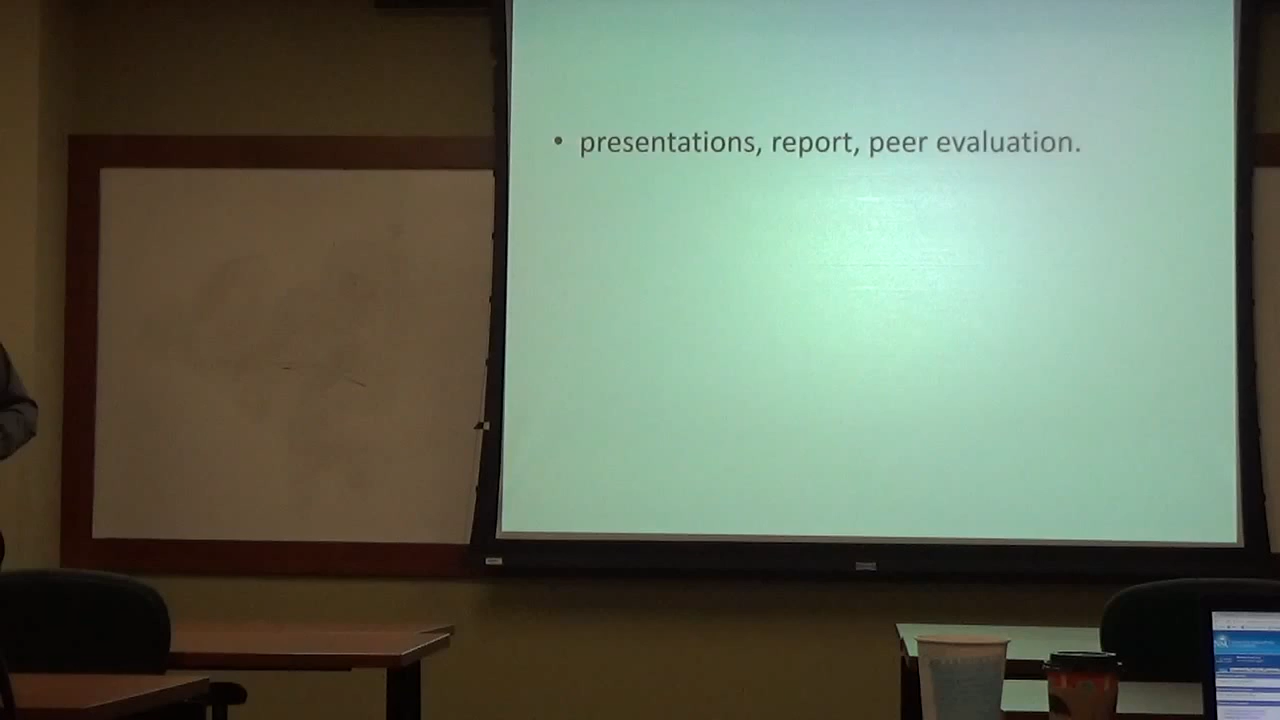 • presentations, report, peer evaluation.